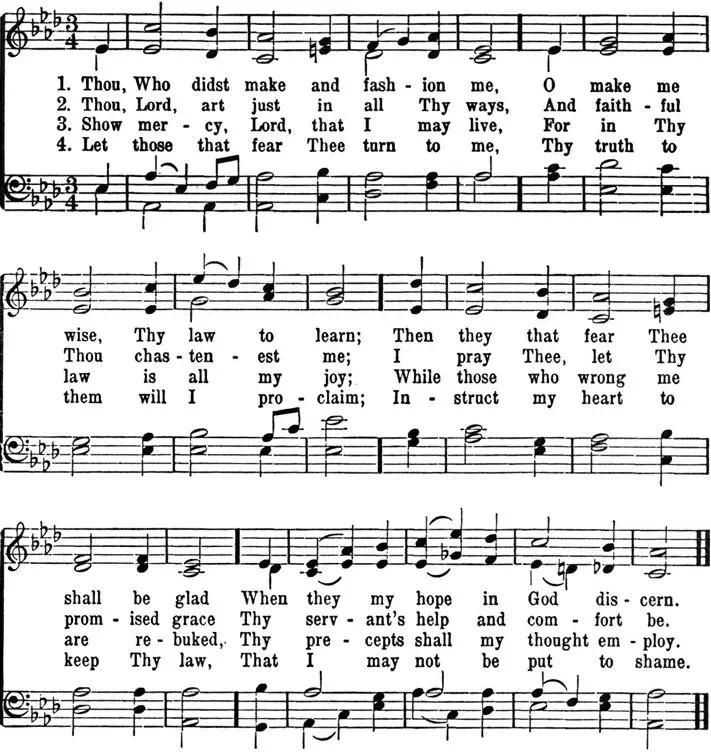 3 4
1. Thou, Who didst make and fash - ion me, O make me
2. Thou, Lord, art just in all Thy ways, And faith - ful
3. Show mer - cy, Lord, that I may live, For in Thy
4. Let those that fear Thee turn to me, Thy truth to
3 4
wise, Thy law to learn; Then they that fear Thee
Thou chas - ten - est me; I pray Thee, let Thy
law is all my joy; While those who wrong me
them will I pro - claim; In - struct my heart to
shall be glad When they my hope in God dis - cern.
prom - ised grace Thy serv - ant's help and com - fort be.
are re - buked, Thy pre - cepts shall my thought em - ploy.
keep Thy law, That I may not be put to shame.